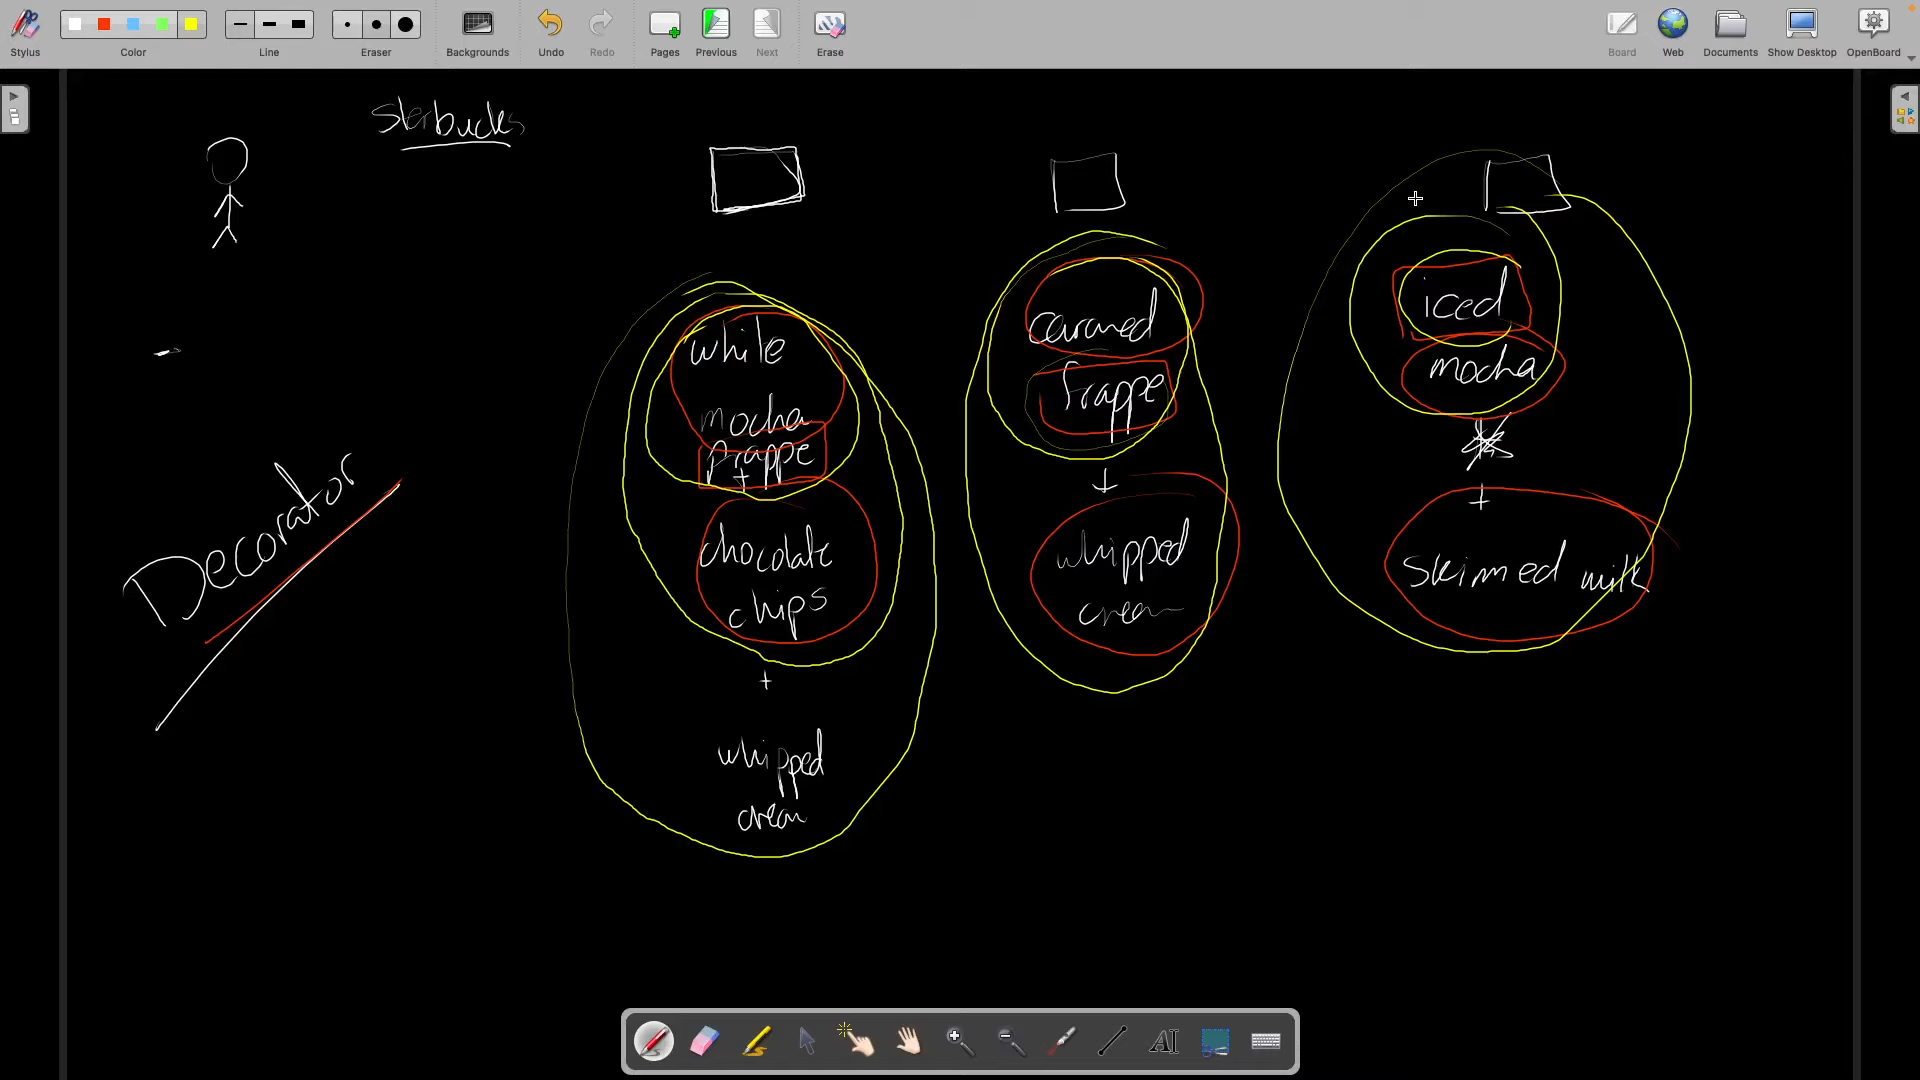 Stylus
Color
Line
Eraser
Backgrounds
Undo
Redo
Pages
Previous
Next
Erase
Board
Web
Documents
Show Desktop
OpenBoard
Starbucks
white
mocha
frappe
+
chocolate
chips
+
whipped
cream
caramel
frappe
+
whipped
cream
iced
mocha
+
skimmed milk
Decorator
AI